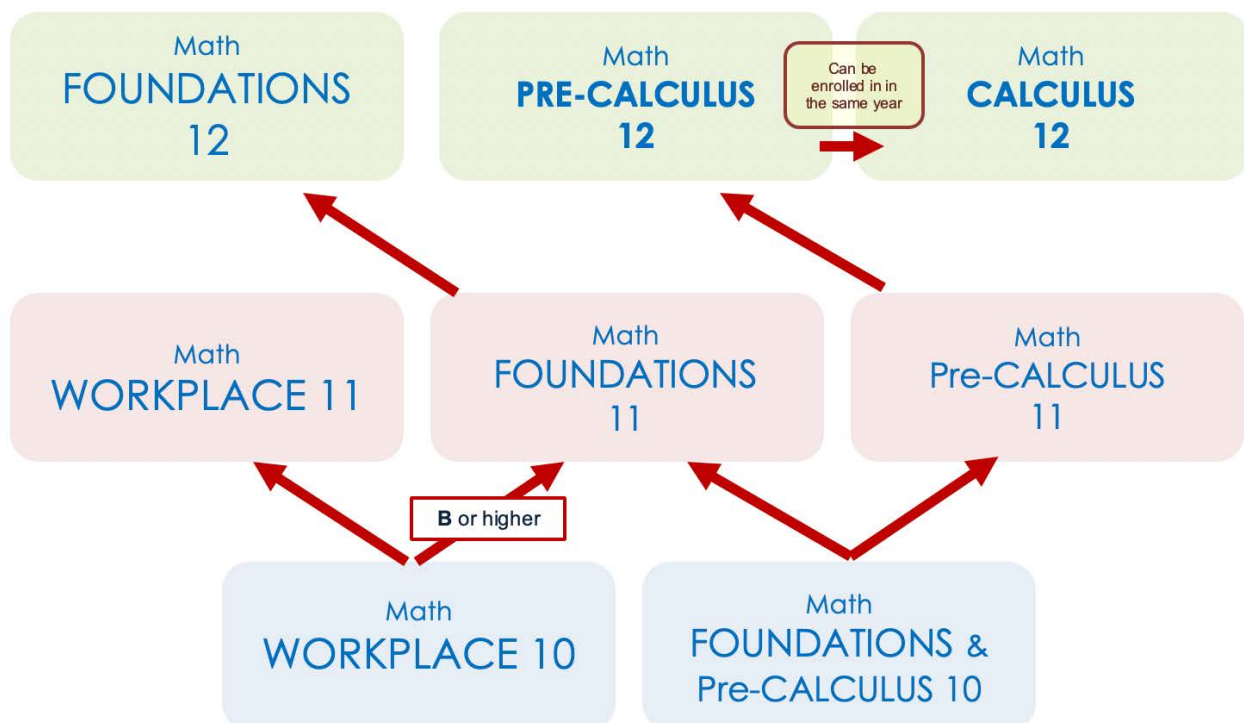 Math
FOUNDATIONS
12
Math
PRE-CALCULUS
12
Can be
enrolled in in
the same year
Math
CALCULUS
12
Math
WORKPLACE 11
Math
FOUNDATIONS
11
Math
Pre-CALCULUS
11
B or higher
Math
WORKPLACE 10
Math
FOUNDATIONS &
Pre-CALCULUS 10